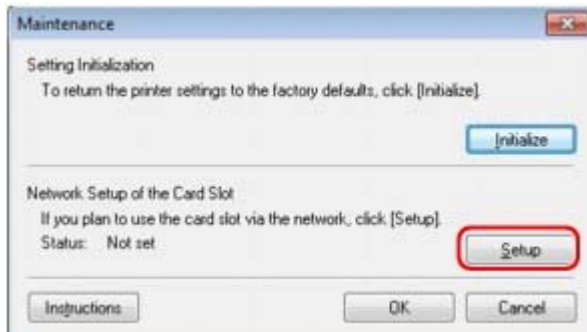 Maintenance
Setting Initialization
To return the printer settings to the factory defaults, click [Initialize].
Initialize
Network Setup of the Card Slot
If you plan to use the card slot via the network, click [Setup].
Status: Not set
Setup
Instructions
OK
Cancel